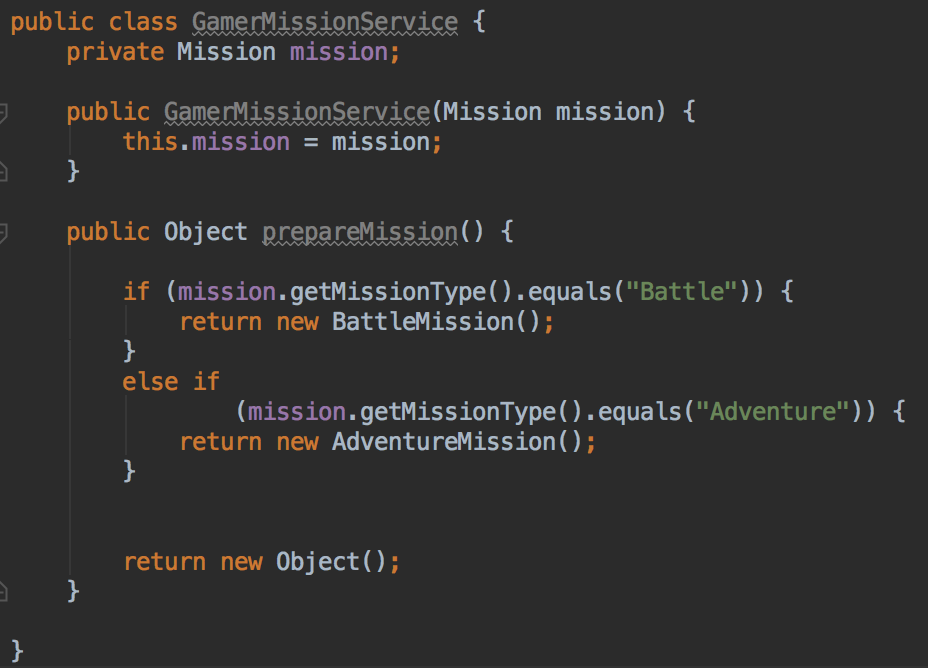 public class GamerMissionService {
    private Mission mission;
    public GamerMissionService(Mission mission) {
        this.mission = mission;
    }
    public Object prepareMission() {
        if (mission.getMissionType().equals("Battle")) {
            return new BattleMission();
        }
        else if
                (mission.getMissionType().equals("Adventure")) {
            return new AdventureMission();
        }
        return new Object();
    }
}